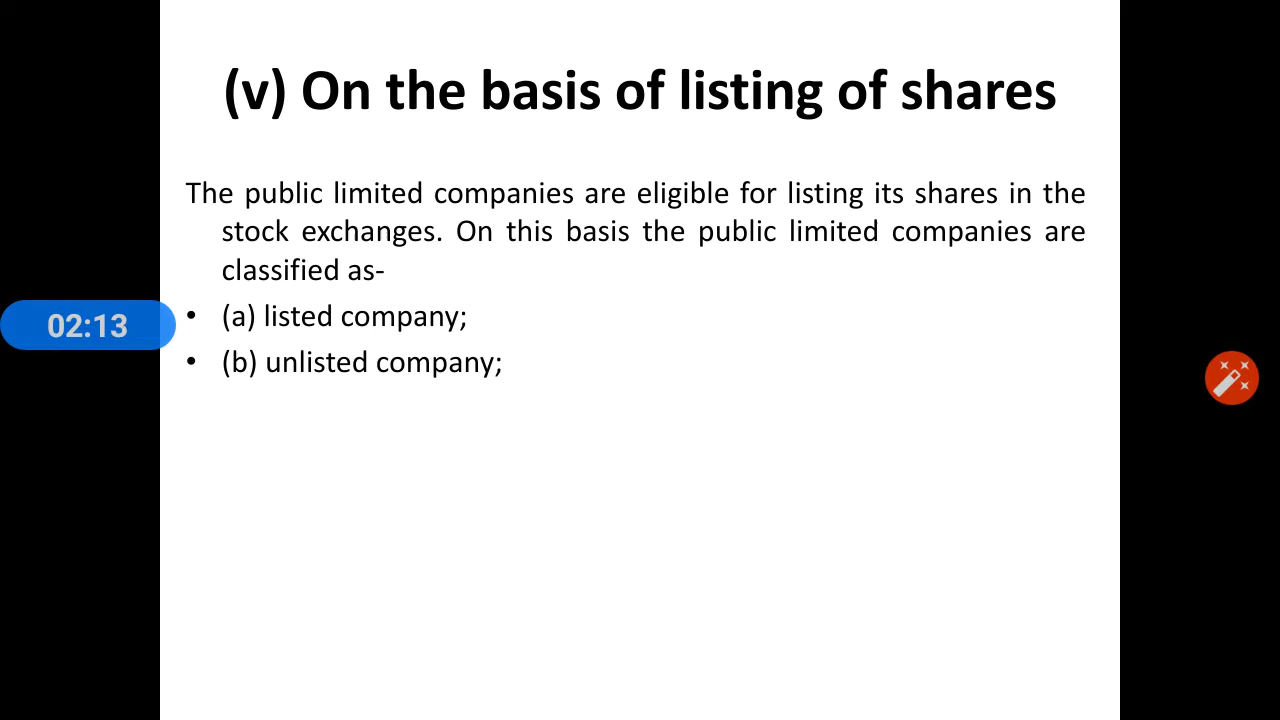 (v) On the basis of listing of shares
The public limited companies are eligible for listing its shares in the
stock exchanges. On this basis the public limited companies are
classified as-
02:13
• (a) listed company;
• (b) unlisted company;